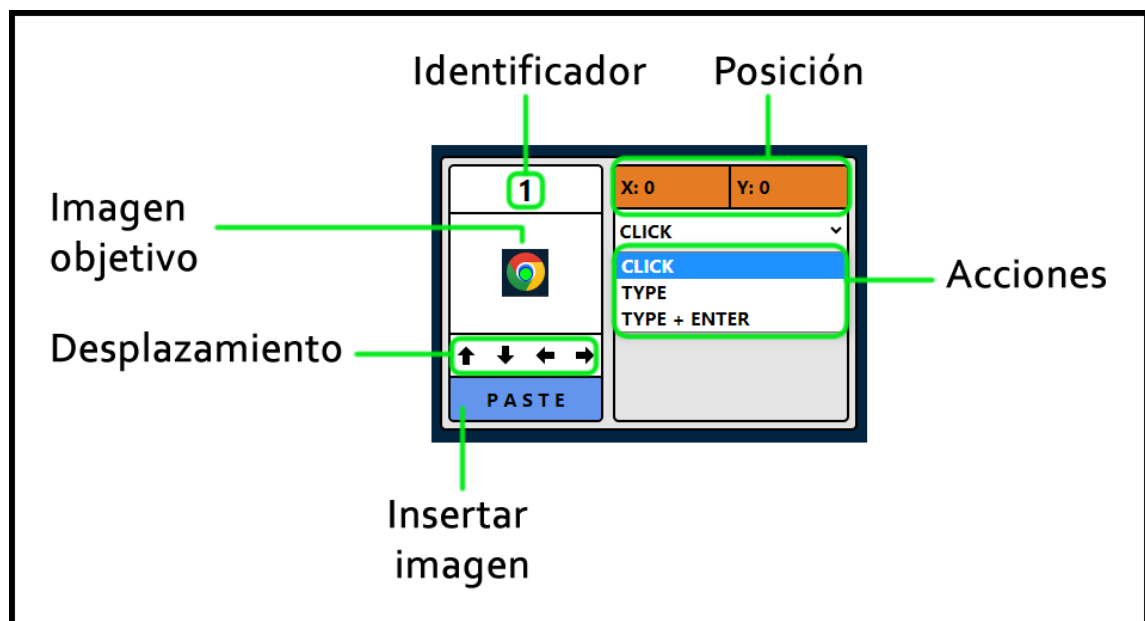 Identificador
Posición
1
X: 0
Y: 0
Imagen
objetivo
CLICK
CLICK
TYPE
TYPE + ENTER
Acciones
Desplazamiento
PASTE
Insertar
imagen